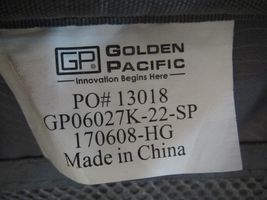 GP GOLDEN
PACIFIC
Innovation Begins Here
PO# 13018
GP06027K-22-SP
170608-HG
Made in China